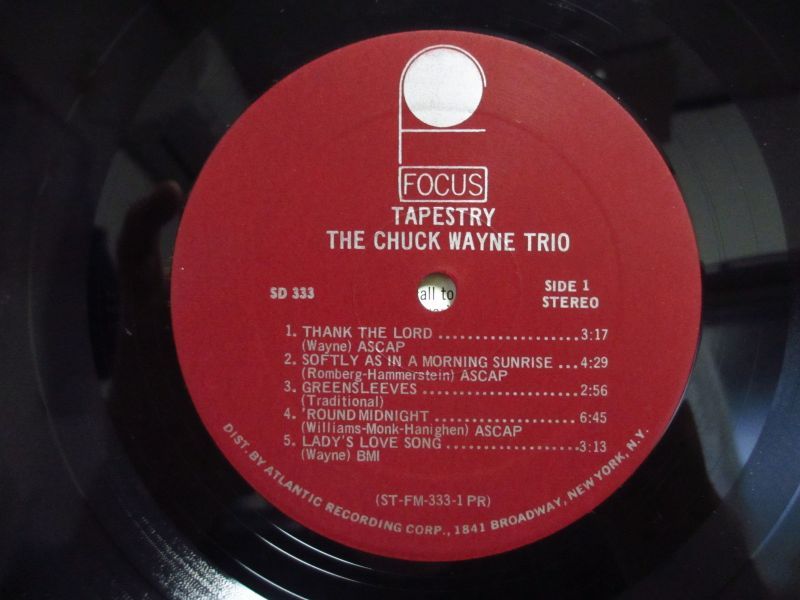 FOCUS
TAPESTRY
THE CHUCK WAYNE TRIO
SD 333
all to
SIDE 1
STEREO
1. THANK THE LORD ....................3:17
(Wayne) ASCAP
2. SOFTLY AS IN A MORNING SUNRISE ...4:29
(Romberg-Hammerstein) ASCAP
3. GREENSLEEVES ......................2:56
(Traditional)
4. 'ROUND MIDNIGHT ....................6:45
(Williams-Monk-Hanighen) ASCAP
5. LADY'S LOVE SONG ...................3:13
(Wayne) BMI
(ST-FM-333-1 PR)
DIST. BY ATLANTIC RECORDING CORP., 1841 BROADWAY, NEW YORK, N.Y.